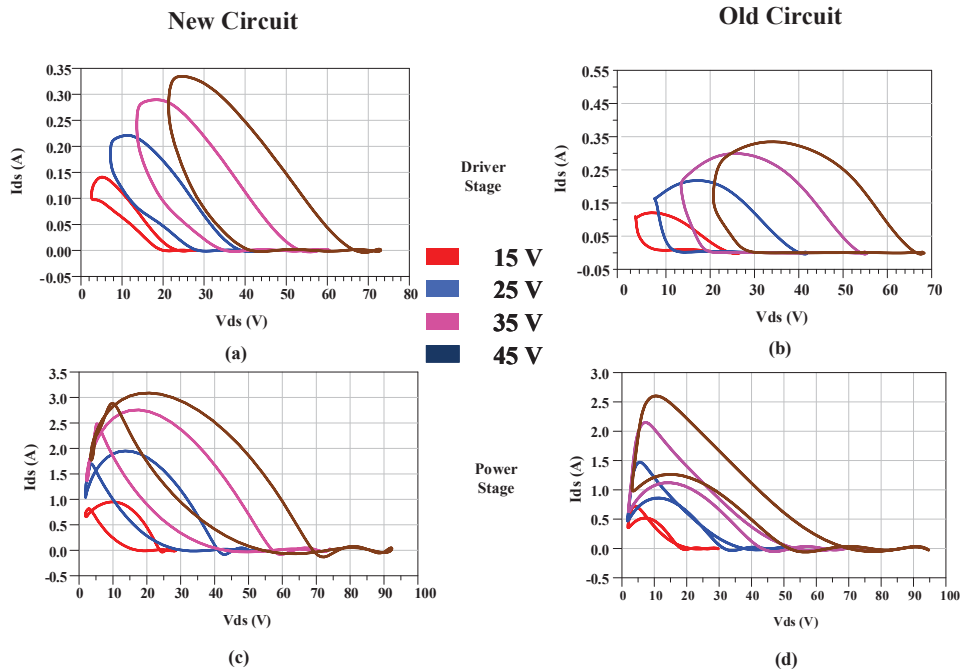 New Circuit
Old Circuit
Ids (A)
0.35
0.30
0.25
0.20
0.15
0.10
0.05
0.00
-0.05
0 10 20 30 40 50 60 70 80
Vds (V)
(a)
Ids (A)
0.55
0.45
0.35
0.25
0.15
0.05
-0.05
0 10 20 30 40 50 60 70
Vds (V)
(b)
Driver
Stage
15 V
25 V
35 V
45 V
Power
Stage
Ids (A)
3.5
3.0
2.5
2.0
1.5
1.0
0.5
0.0
-0.5
0 10 20 30 40 50 60 70 80 90 100
Vds (V)
(c)
Ids (A)
3.0
2.5
2.0
1.5
1.0
0.5
0.0
-0.5
0 10 20 30 40 50 60 70 80 90 100
Vds (V)
(d)